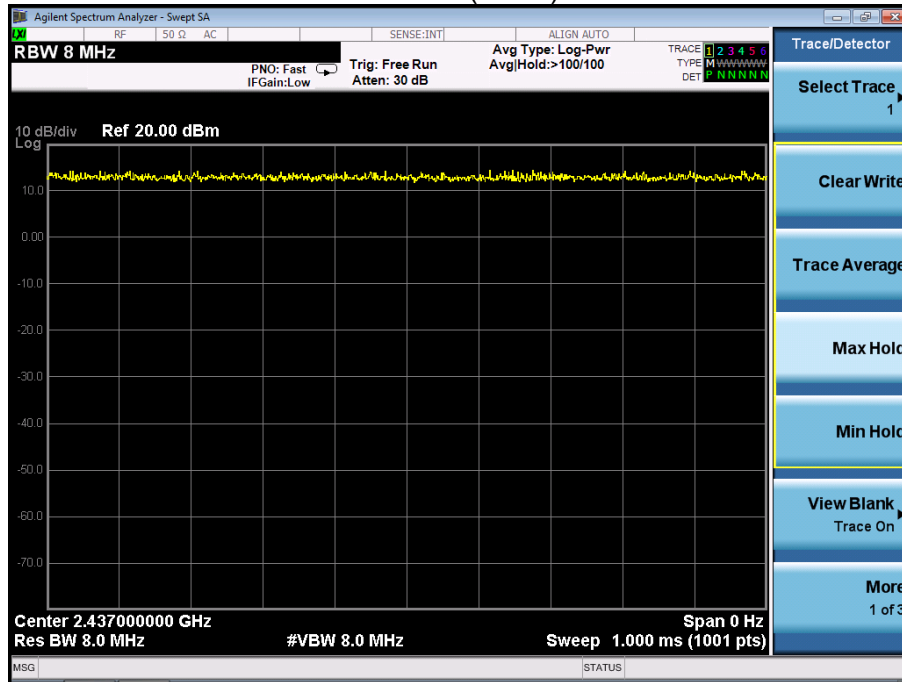 Agilent Spectrum Analyzer - Swept SA
LXI RF 50 Ω AC SENSE:INT ALIGN AUTO
RBW 8 MHz
PNO: Fast
IFGain:Low
Trig: Free Run
Atten: 30 dB
Avg Type: Log-Pwr
Avg|Hold:>100/100
TRACE 1 2 3 4 5 6
TYPE M WWWWW
DET P N N N N N
10 dB/div Ref 20.00 dBm
Log
10.0
0.00
-10.0
-20.0
-30.0
-40.0
-50.0
-60.0
-70.0
Center 2.437000000 GHz Span 0 Hz
Res BW 8.0 MHz #VBW 8.0 MHz Sweep 1.000 ms (1001 pts)
MSG STATUS
Trace/Detector
Select Trace
1
Clear Write
Trace Average
Max Hold
Min Hold
View Blank
Trace On
More
1 of 3